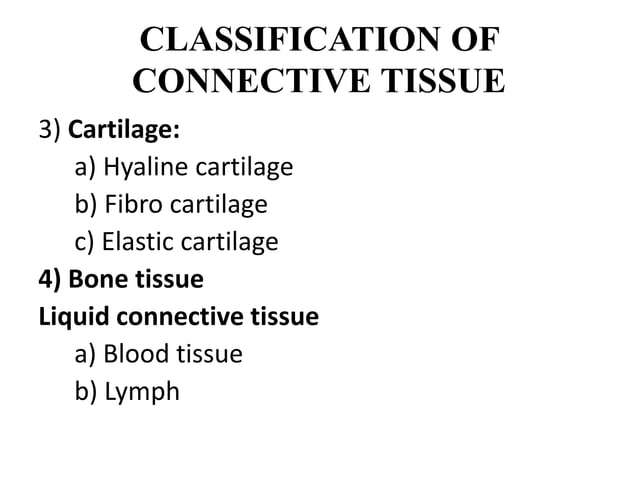 CLASSIFICATION OF
CONNECTIVE TISSUE
3) Cartilage:
a) Hyaline cartilage
b) Fibro cartilage
c) Elastic cartilage
4) Bone tissue
Liquid connective tissue
a) Blood tissue
b) Lymph